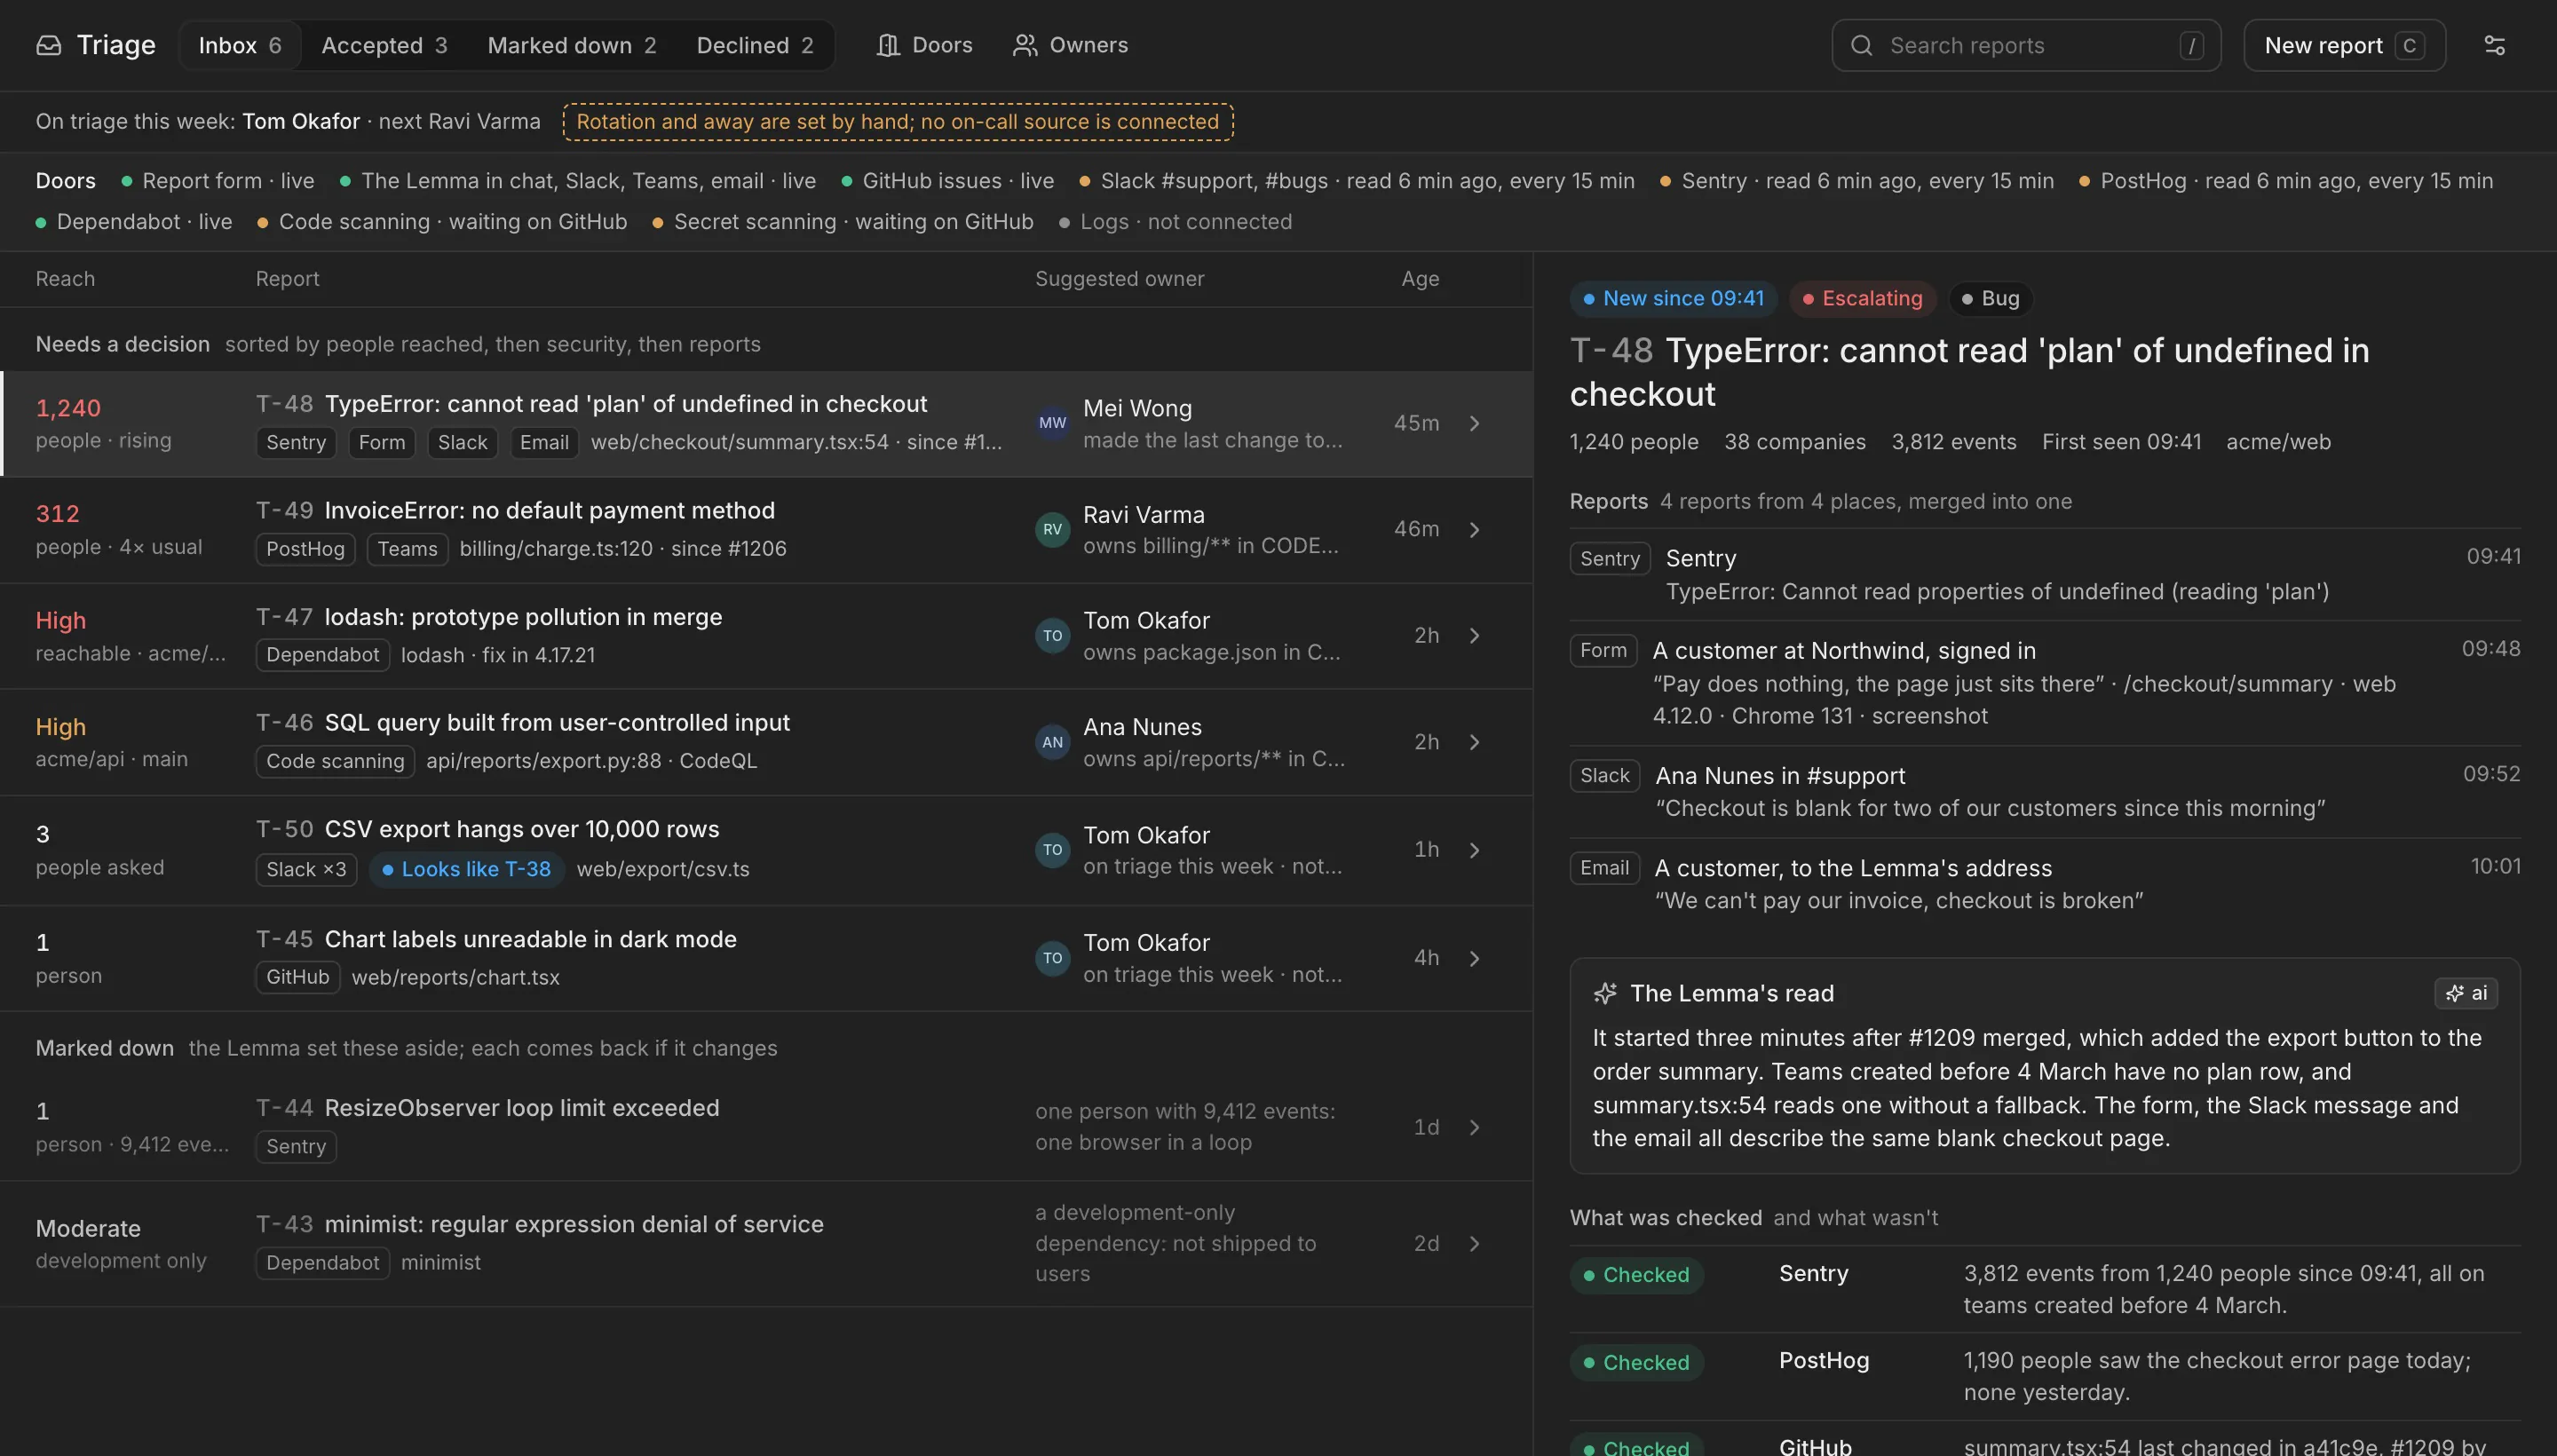 Triage
Inbox 6
Accepted 3
Marked down 2
Declined 2
Doors
Owners
Search reports /
New report C
On triage this week: Tom Okafor · next Ravi Varma
Rotation and away are set by hand; no on-call source is connected
Doors Report form · live The Lemma in chat, Slack, Teams, email · live GitHub issues · live Slack #support, #bugs · read 6 min ago, every 15 min Sentry · read 6 min ago, every 15 min PostHog · read 6 min ago, every 15 min
Dependabot · live Code scanning · waiting on GitHub Secret scanning · waiting on GitHub Logs · not connected
Reach Report Suggested owner Age
Needs a decision sorted by people reached, then security, then reports
1,240
people · rising
T-48 TypeError: cannot read 'plan' of undefined in checkout
Sentry Form Slack Email web/checkout/summary.tsx:54 · since #1...
MW
Mei Wong
made the last change to...
45m
312
people · 4× usual
T-49 InvoiceError: no default payment method
PostHog Teams billing/charge.ts:120 · since #1206
RV
Ravi Varma
owns billing/** in CODE...
46m
High
reachable · acme/...
T-47 lodash: prototype pollution in merge
Dependabot lodash · fix in 4.17.21
TO
Tom Okafor
owns package.json in C...
2h
High
acme/api · main
T-46 SQL query built from user-controlled input
Code scanning api/reports/export.py:88 · CodeQL
AN
Ana Nunes
owns api/reports/** in C...
2h
3
people asked
T-50 CSV export hangs over 10,000 rows
Slack ×3 Looks like T-38 web/export/csv.ts
TO
Tom Okafor
on triage this week · not...
1h
1
person
T-45 Chart labels unreadable in dark mode
GitHub web/reports/chart.tsx
TO
Tom Okafor
on triage this week · not...
4h
Marked down the Lemma set these aside; each comes back if it changes
1
person · 9,412 eve...
T-44 ResizeObserver loop limit exceeded
Sentry
one person with 9,412 events:
one browser in a loop
1d
Moderate
development only
T-43 minimist: regular expression denial of service
Dependabot minimist
a development-only
dependency: not shipped to
users
2d
New since 09:41 Escalating Bug
T-48 TypeError: cannot read 'plan' of undefined in
checkout
1,240 people 38 companies 3,812 events First seen 09:41 acme/web
Reports 4 reports from 4 places, merged into one
Sentry Sentry 09:41
TypeError: Cannot read properties of undefined (reading 'plan')
Form A customer at Northwind, signed in 09:48
“Pay does nothing, the page just sits there” · /checkout/summary · web
4.12.0 · Chrome 131 · screenshot
Slack Ana Nunes in #support 09:52
“Checkout is blank for two of our customers since this morning”
Email A customer, to the Lemma's address 10:01
“We can't pay our invoice, checkout is broken”
The Lemma's read ai
It started three minutes after #1209 merged, which added the export button to the
order summary. Teams created before 4 March have no plan row, and
summary.tsx:54 reads one without a fallback. The form, the Slack message and
the email all describe the same blank checkout page.
What was checked and what wasn't
Checked Sentry 3,812 events from 1,240 people since 09:41, all on
teams created before 4 March.
Checked PostHog 1,190 people saw the checkout error page today;
none yesterday.
Checked GitHub summary.tsx:54 last changed in a41c9e, #1209 by